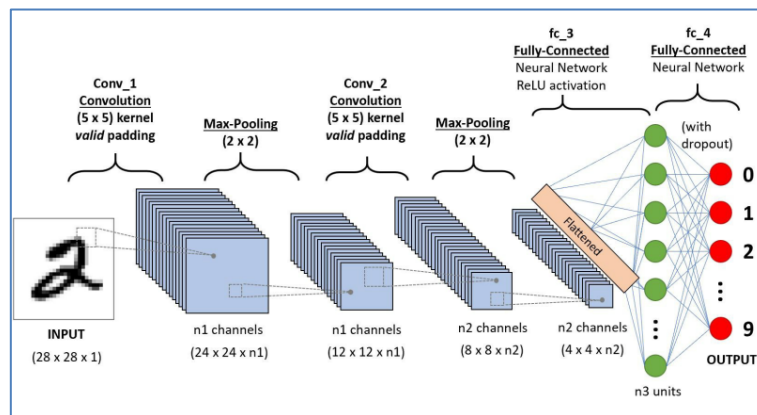 fc_3
Fully-Connected
Neural Network
ReLU activation
fc_4
Fully-Connected
Neural Network
Conv_1
Convolution
(5 x 5) kernel
valid padding
Max-Pooling
(2 x 2)
Conv_2
Convolution
(5 x 5) kernel
valid padding
Max-Pooling
(2 x 2)
(with
dropout)
2
INPUT
(28 x 28 x 1)
n1 channels
(24 x 24 x n1)
n1 channels
(12 x 12 x n1)
n2 channels
(8 x 8 x n2)
n2 channels
(4 x 4 x n2)
Flattened
n3 units
0
1
2
9
OUTPUT